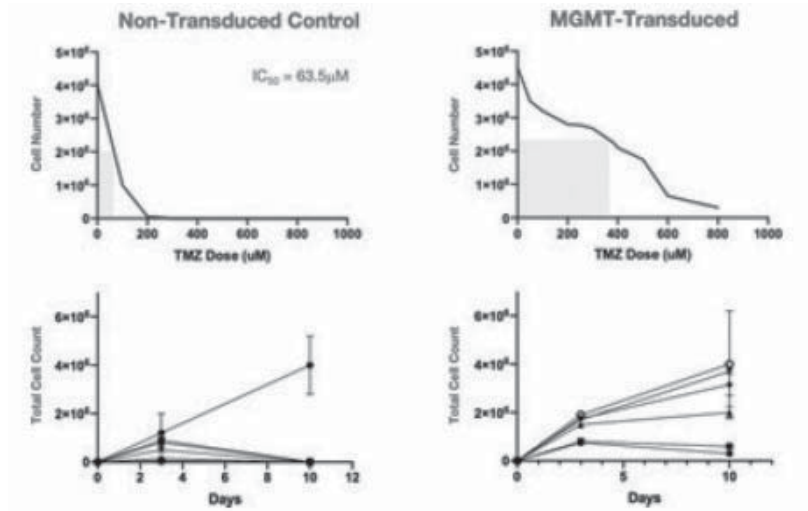 Non-Transduced Control
MGMT-Transduced
Cell Number
5×10⁶
4×10⁶
3×10⁶
2×10⁶
1×10⁶
0
IC₅₀ = 63.5µM
0 200 400 600 800 1000
TMZ Dose (uM)
Cell Number
5×10⁶
4×10⁶
3×10⁶
2×10⁶
1×10⁶
0
0 200 400 600 800 1000
TMZ Dose (uM)
Total Cell Count
6×10⁶
4×10⁶
2×10⁶
0
0 2 4 6 8 10 12
Days
Total Cell Count
6×10⁶
4×10⁶
2×10⁶
0
0 5 10
Days